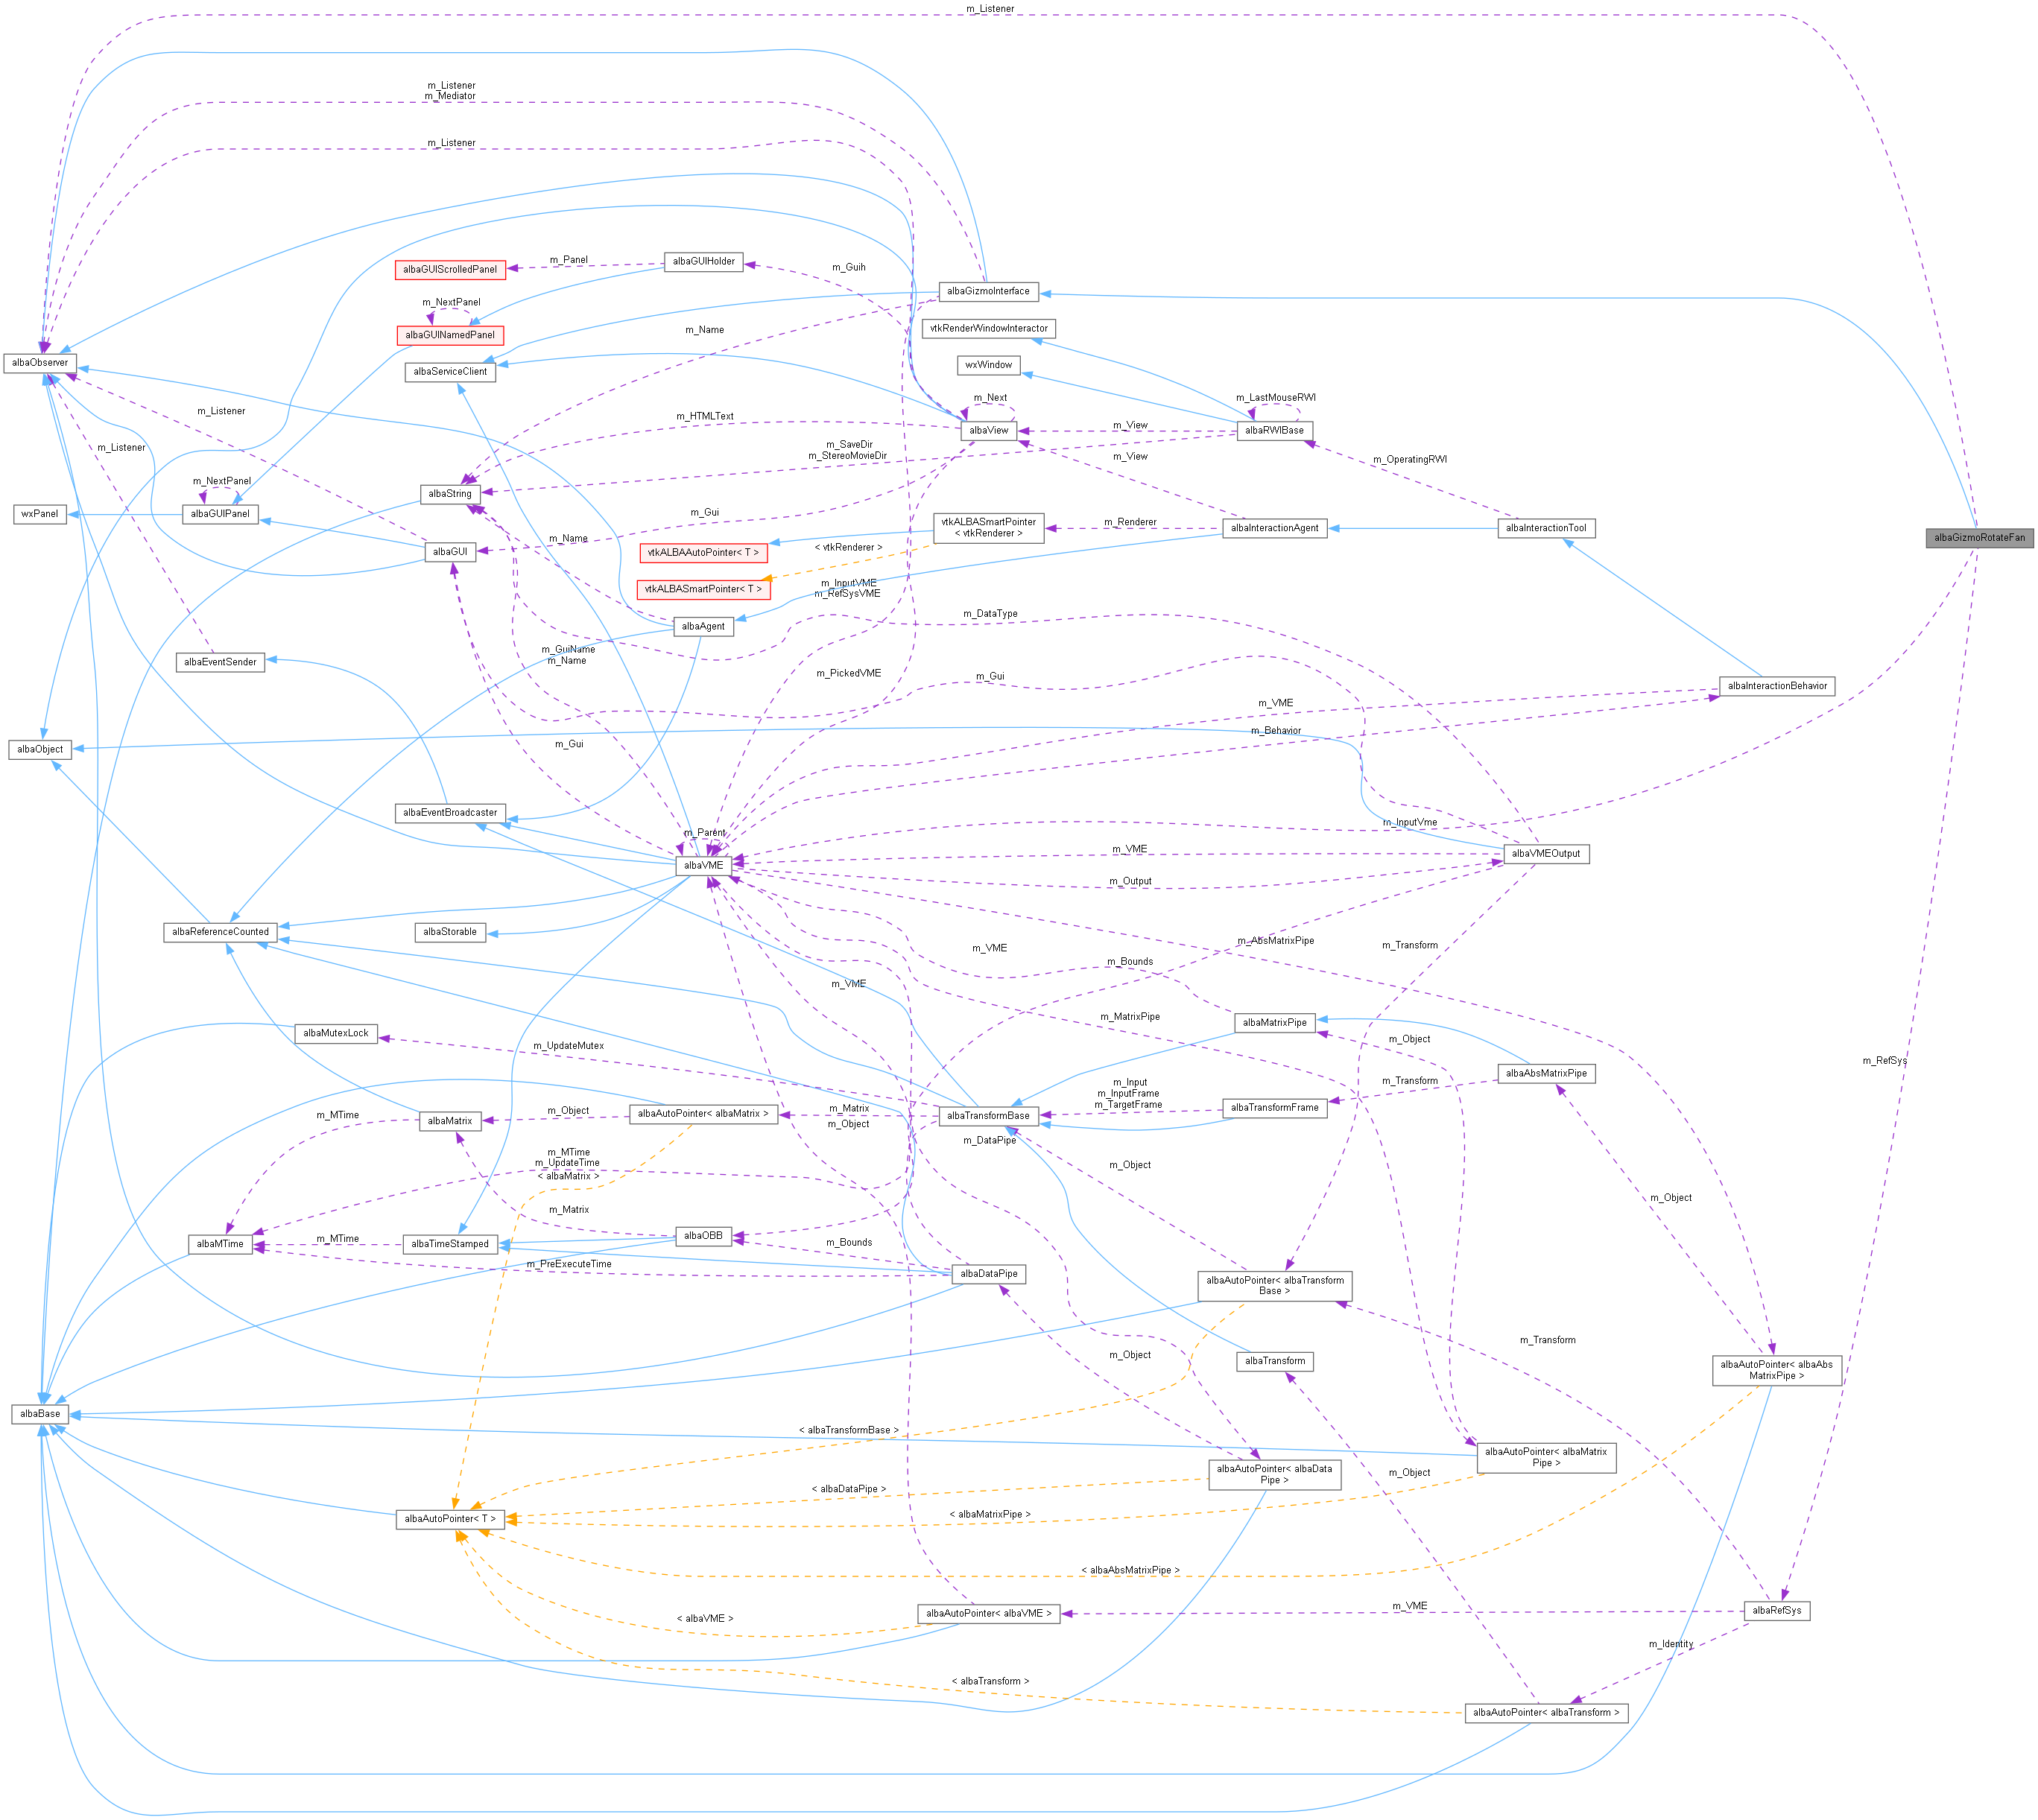 m_Listener
m_Listener
m_Mediator
m_Listener
albaGUIScrolledPanel
m_Panel
albaGUIHolder
m_Guih
albaGizmoInterface
m_NextPanel
albaGUINamedPanel
m_Name
vtkRenderWindowInteractor
albaObserver
albaServiceClient
wxWindow
m_Listener
m_HTMLText
m_Next
albaView
m_View
m_LastMouseRWI
albaRWIBase
m_Listener
m_SaveDir
m_StereoMovieDir
m_View
m_OperatingRWI
m_NextPanel
wxPanel
albaGUIPanel
albaString
m_Gui
vtkALBASmartPointer
< vtkRenderer >
m_Renderer
albaInteractionAgent
albaInteractionTool
albaGizmoRotateFan
m_Name
albaGUI
vtkALBAAutoPointer< T >
< vtkRenderer >
vtkALBASmartPointer< T >
m_InputVME
m_RefSysVME
m_DataType
albaAgent
m_GuiName
m_Name
albaEventSender
m_PickedVME
m_Gui
albaInteractionBehavior
m_VME
m_Behavior
albaObject
m_Gui
albaEventBroadcaster
m_Parent
m_InputVme
albaVME
m_VME
albaVMEOutput
m_Output
albaReferenceCounted
albaStorable
m_VME
m_AbsMatrixPipe
m_Transform
m_Bounds
m_VME
albaMutexLock
m_UpdateMutex
m_MatrixPipe
albaMatrixPipe
m_Object
albaAbsMatrixPipe
m_RefSys
m_Transform
m_MTime
albaMatrix
m_Object
albaAutoPointer< albaMatrix >
m_Matrix
m_Object
albaTransformBase
m_Input
m_InputFrame
m_TargetFrame
albaTransformFrame
m_DataPipe
m_MTime
m_UpdateTime
< albaMatrix >
m_Object
m_Object
m_Matrix
albaMTime
m_MTime
albaTimeStamped
albaOBB
m_Bounds
m_PreExecuteTime
albaDataPipe
albaAutoPointer< albaTransform
Base >
m_Transform
m_Object
albaTransform
albaAutoPointer< albaAbs
MatrixPipe >
albaBase
< albaTransformBase >
albaAutoPointer< albaMatrix
Pipe >
albaAutoPointer< albaData
Pipe >
m_Object
< albaDataPipe >
albaAutoPointer< T >
< albaMatrixPipe >
< albaAbsMatrixPipe >
< albaVME >
albaAutoPointer< albaVME >
m_VME
albaRefSys
m_Identity
< albaTransform >
albaAutoPointer< albaTransform >